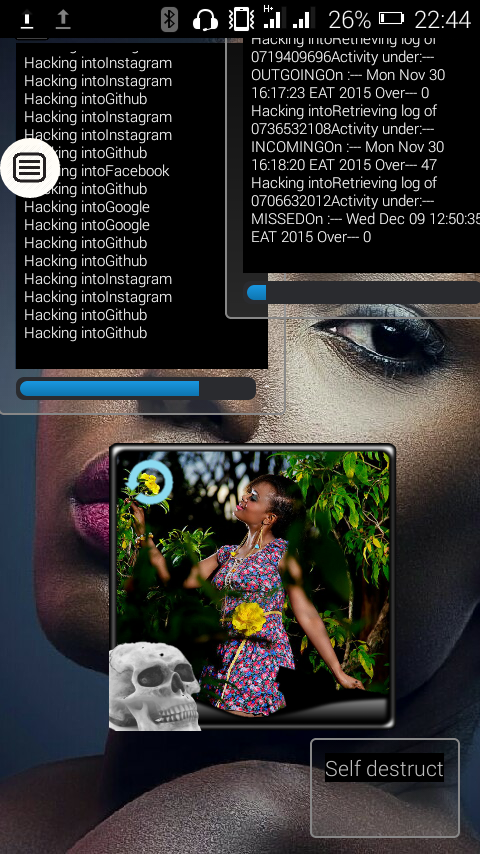 H+
26%
22:44
Hacking intoInstagram
Hacking intoInstagram
Hacking intoGithub
Hacking intoInstagram
Hacking intoInstagram
Hacking intoGithub
intoFacebook
Hacking intoGoogle
Hacking intoGoogle
Hacking intoGithub
Hacking intoGithub
Hacking intoInstagram
Hacking intoInstagram
Hacking intoGithub
Hacking intoGithub
Hacking intoRetrieving log of
0719409696Activity under:---
OUTGOINGOn :--- Mon Nov 30
16:17:23 EAT 2015 Over--- 0
Hacking intoRetrieving log of
0736532108Activity under:---
INCOMINGOn :--- Mon Nov 30
16:18:20 EAT 2015 Over--- 47
Hacking intoRetrieving log of
0706632012Activity under:---
MISSEDOn :--- Wed Dec 09 12:50:35
EAT 2015 Over--- 0
Self destruct